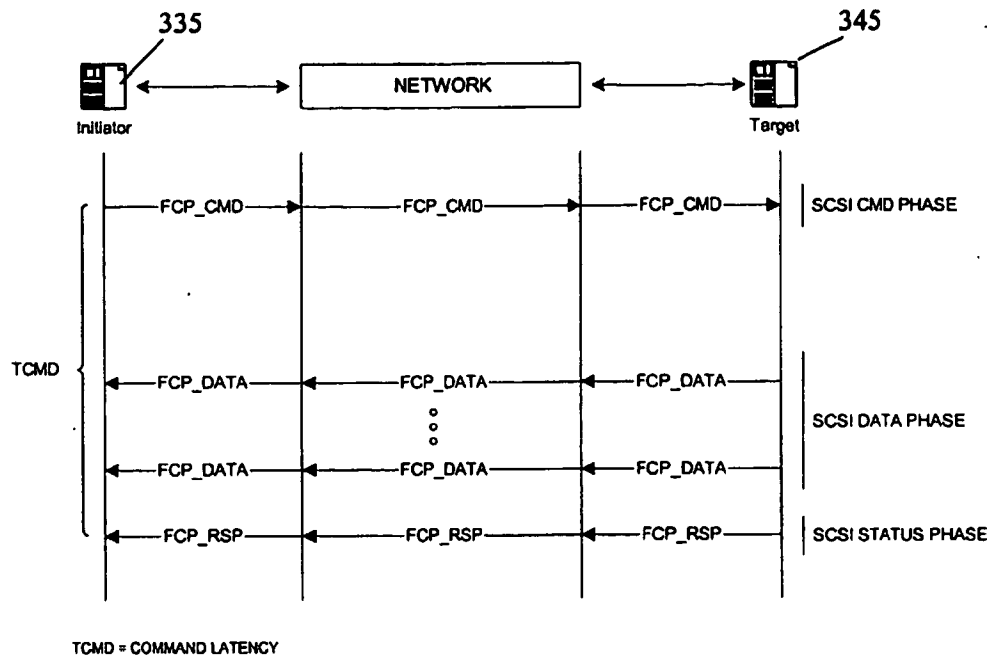 335
345
NETWORK
Initiator
Target
FCP_CMD FCP_CMD FCP_CMD SCSI CMD PHASE
TCMD
FCP_DATA FCP_DATA FCP_DATA
SCSI DATA PHASE
FCP_DATA FCP_DATA FCP_DATA
FCP_RSP FCP_RSP FCP_RSP SCSI STATUS PHASE
TCMD = COMMAND LATENCY